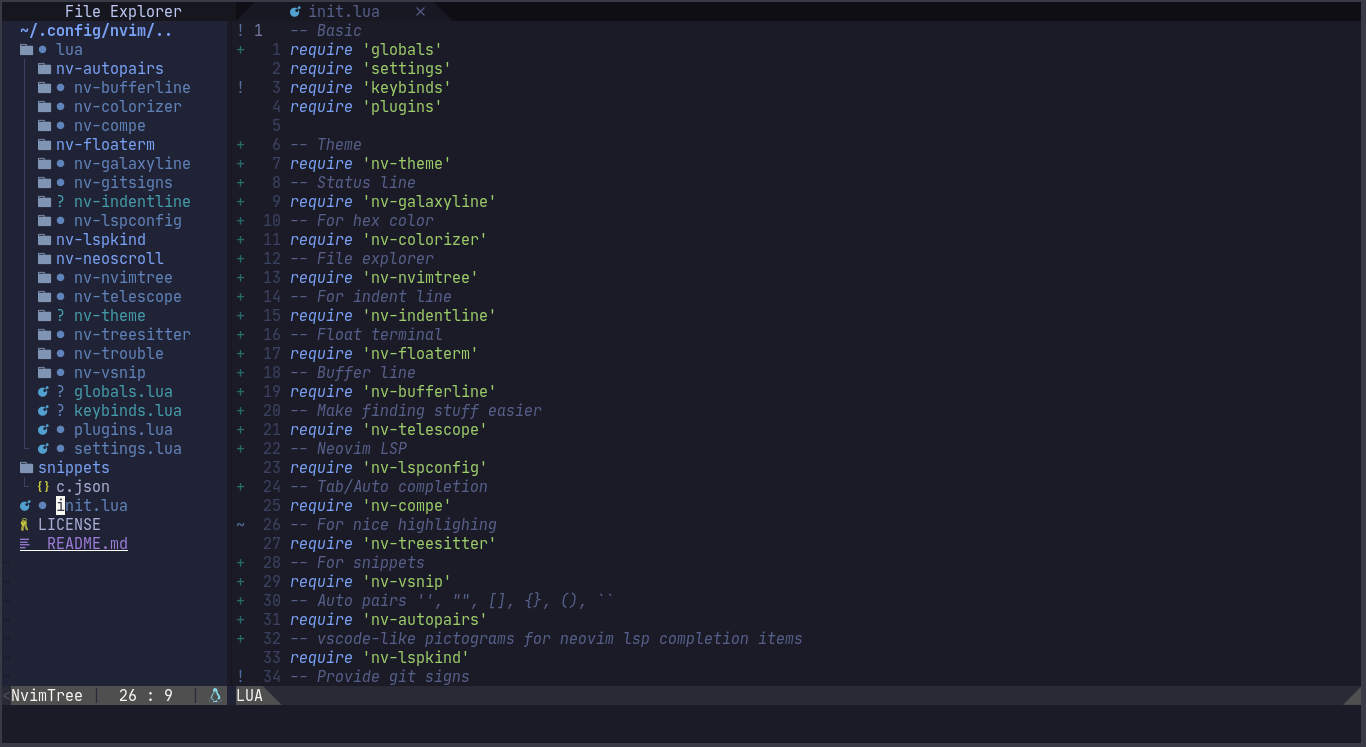 File Explorer
~/.config/nvim/..
lua
nv-autopairs
nv-bufferline
nv-colorizer
nv-compe
nv-floaterm
nv-galaxyline
nv-gitsigns
? nv-indentline
nv-lspconfig
nv-lspkind
nv-neoscroll
nv-nvimtree
nv-telescope
? nv-theme
nv-treesitter
nv-trouble
nv-vsnip
? globals.lua
? keybinds.lua
plugins.lua
settings.lua
snippets
{} c.json
init.lua
LICENSE
README.md
<NvimTree | 26 : 9 |
init.lua ×
! 1 -- Basic
+ 1 require 'globals'
2 require 'settings'
! 3 require 'keybinds'
4 require 'plugins'
5
+ 6 -- Theme
+ 7 require 'nv-theme'
+ 8 -- Status line
+ 9 require 'nv-galaxyline'
+ 10 -- For hex color
+ 11 require 'nv-colorizer'
+ 12 -- File explorer
+ 13 require 'nv-nvimtree'
+ 14 -- For indent line
+ 15 require 'nv-indentline'
+ 16 -- Float terminal
+ 17 require 'nv-floaterm'
+ 18 -- Buffer line
+ 19 require 'nv-bufferline'
+ 20 -- Make finding stuff easier
+ 21 require 'nv-telescope'
+ 22 -- Neovim LSP
23 require 'nv-lspconfig'
+ 24 -- Tab/Auto completion
25 require 'nv-compe'
~ 26 -- For nice highlighing
27 require 'nv-treesitter'
+ 28 -- For snippets
+ 29 require 'nv-vsnip'
+ 30 -- Auto pairs '', "", [], {}, (), ``
+ 31 require 'nv-autopairs'
+ 32 -- vscode-like pictograms for neovim lsp completion items
33 require 'nv-lspkind'
! 34 -- Provide git signs
LUA